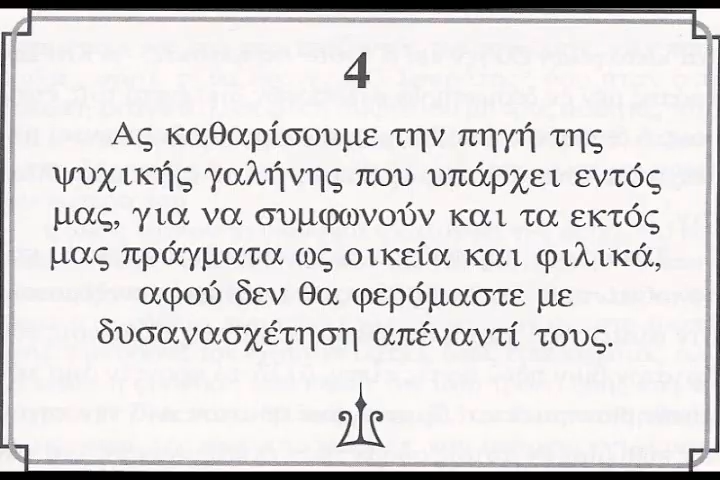 4
Ας καθαρίσουμε την πηγή της
ψυχικής γαλήνης που υπάρχει εντός
μας, για να συμφωνούν και τα εκτός
μας πράγματα ως οικεία και φιλικά,
αφού δεν θα φερόμαστε με
δυσανασχέτηση απέναντί τους.